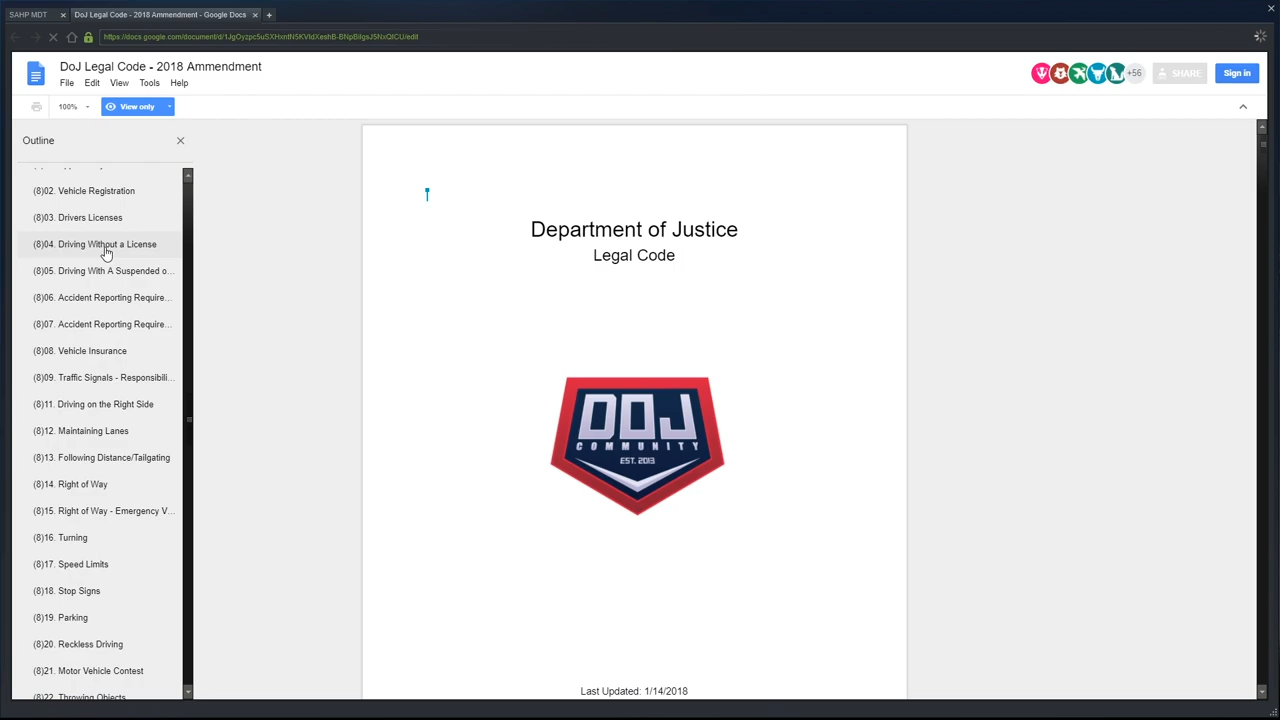 SAHP MDT
DoJ Legal Code - 2018 Ammendment - Google Docs
DoJ Legal Code - 2018 Ammendment
File Edit View Tools Help
+56
SHARE
Sign in
100%
View only
Outline
(8)02. Vehicle Registration
(8)03. Drivers Licenses
(8)04. Driving Without a License
(8)05. Driving With A Suspended o...
(8)06. Accident Reporting Require...
(8)07. Accident Reporting Require...
(8)08. Vehicle Insurance
(8)09. Traffic Signals - Responsibili...
(8)11. Driving on the Right Side
(8)12. Maintaining Lanes
(8)13. Following Distance/Tailgating
(8)14. Right of Way
(8)15. Right of Way - Emergency V...
(8)16. Turning
(8)17. Speed Limits
(8)18. Stop Signs
(8)19. Parking
(8)20. Reckless Driving
(8)21. Motor Vehicle Contest
(8)22. Throwing Objects
Department of Justice
Legal Code
DOJ
COMMUNITY
EST. 2013
Last Updated: 1/14/2018